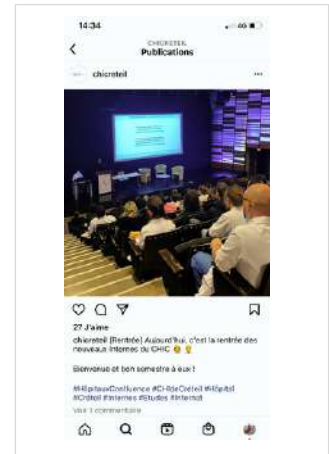 14:34
4G
CHICRETEIL
Publications
chicreteil
27 J'aime
chicreteil [Rentrée] Aujourd'hui, c'est la rentrée des
nouveaux internes du CHIC
Bienvenue et bon semestre à eux !
#HôpitauxConfluence #CHIdeCréteil #Hôpital
#Créteil #Internes #Etudes #Internat
Voir 1 commentaire